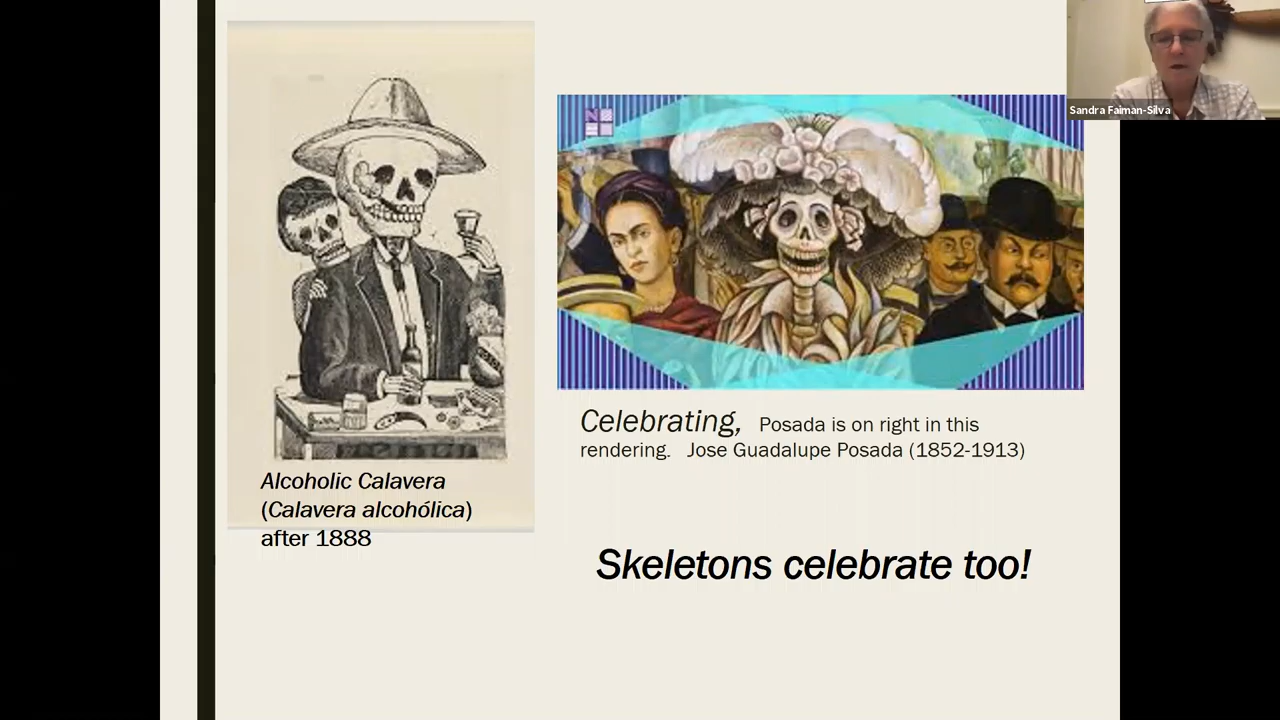 Sandra Faiman-Silva
Celebrating, Posada is on right in this
rendering. Jose Guadalupe Posada (1852-1913)
Alcoholic Calavera
(Calavera alcohólica)
after 1888
Skeletons celebrate too!